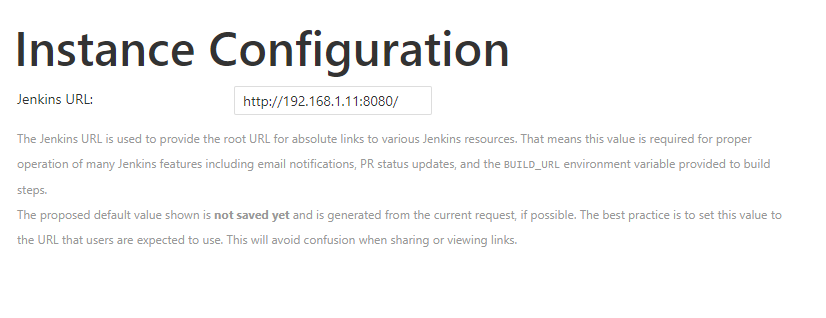 Instance Configuration
Jenkins URL: http://192.168.1.11:8080/
The Jenkins URL is used to provide the root URL for absolute links to various Jenkins resources. That means this value is required for proper
operation of many Jenkins features including email notifications, PR status updates, and the BUILD_URL environment variable provided to build
steps.
The proposed default value shown is not saved yet and is generated from the current request, if possible. The best practice is to set this value to
the URL that users are expected to use. This will avoid confusion when sharing or viewing links.